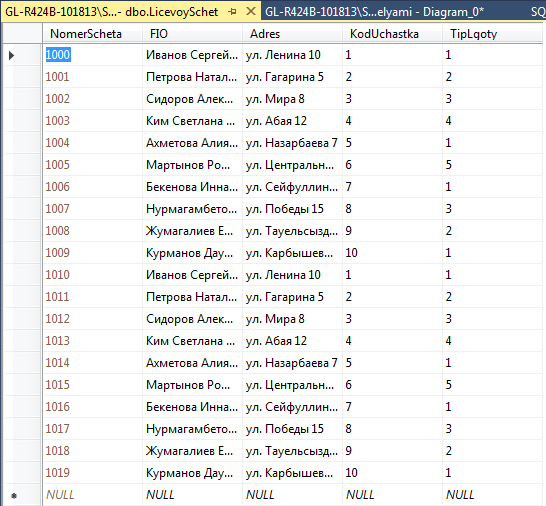 GL-R424B-101813\S...- dbo.LicevoySchet GL-R424B-101813\S...elyami - Diagram_0* SQ
NomerScheta FIO Adres KodUchastka TipLgoty
1000 Иванов Сергей... ул. Ленина 10 1 1
1001 Петрова Натал... ул. Гагарина 5 2 2
1002 Сидоров Алек... ул. Мира 8 3 3
1003 Ким Светлана ... ул. Абая 12 4 4
1004 Ахметова Алия... ул. Назарбаева 7 5 1
1005 Мартынов Ро... ул. Центральн... 6 5
1006 Бекенова Инна... ул. Сейфуллин... 7 1
1007 Нурмагамбето... ул. Победы 15 8 3
1008 Жумагалиев Е... ул. Тауельсызд... 9 2
1009 Курманов Дау... ул. Карбышев... 10 1
1010 Иванов Сергей... ул. Ленина 10 1 1
1011 Петрова Натал... ул. Гагарина 5 2 2
1012 Сидоров Алек... ул. Мира 8 3 3
1013 Ким Светлана ... ул. Абая 12 4 4
1014 Ахметова Алия... ул. Назарбаева 7 5 1
1015 Мартынов Ро... ул. Центральн... 6 5
1016 Бекенова Инна... ул. Сейфуллин... 7 1
1017 Нурмагамбето... ул. Победы 15 8 3
1018 Жумагалиев Е... ул. Тауельсызд... 9 2
1019 Курманов Дау... ул. Карбышев... 10 1
NULL NULL NULL NULL NULL